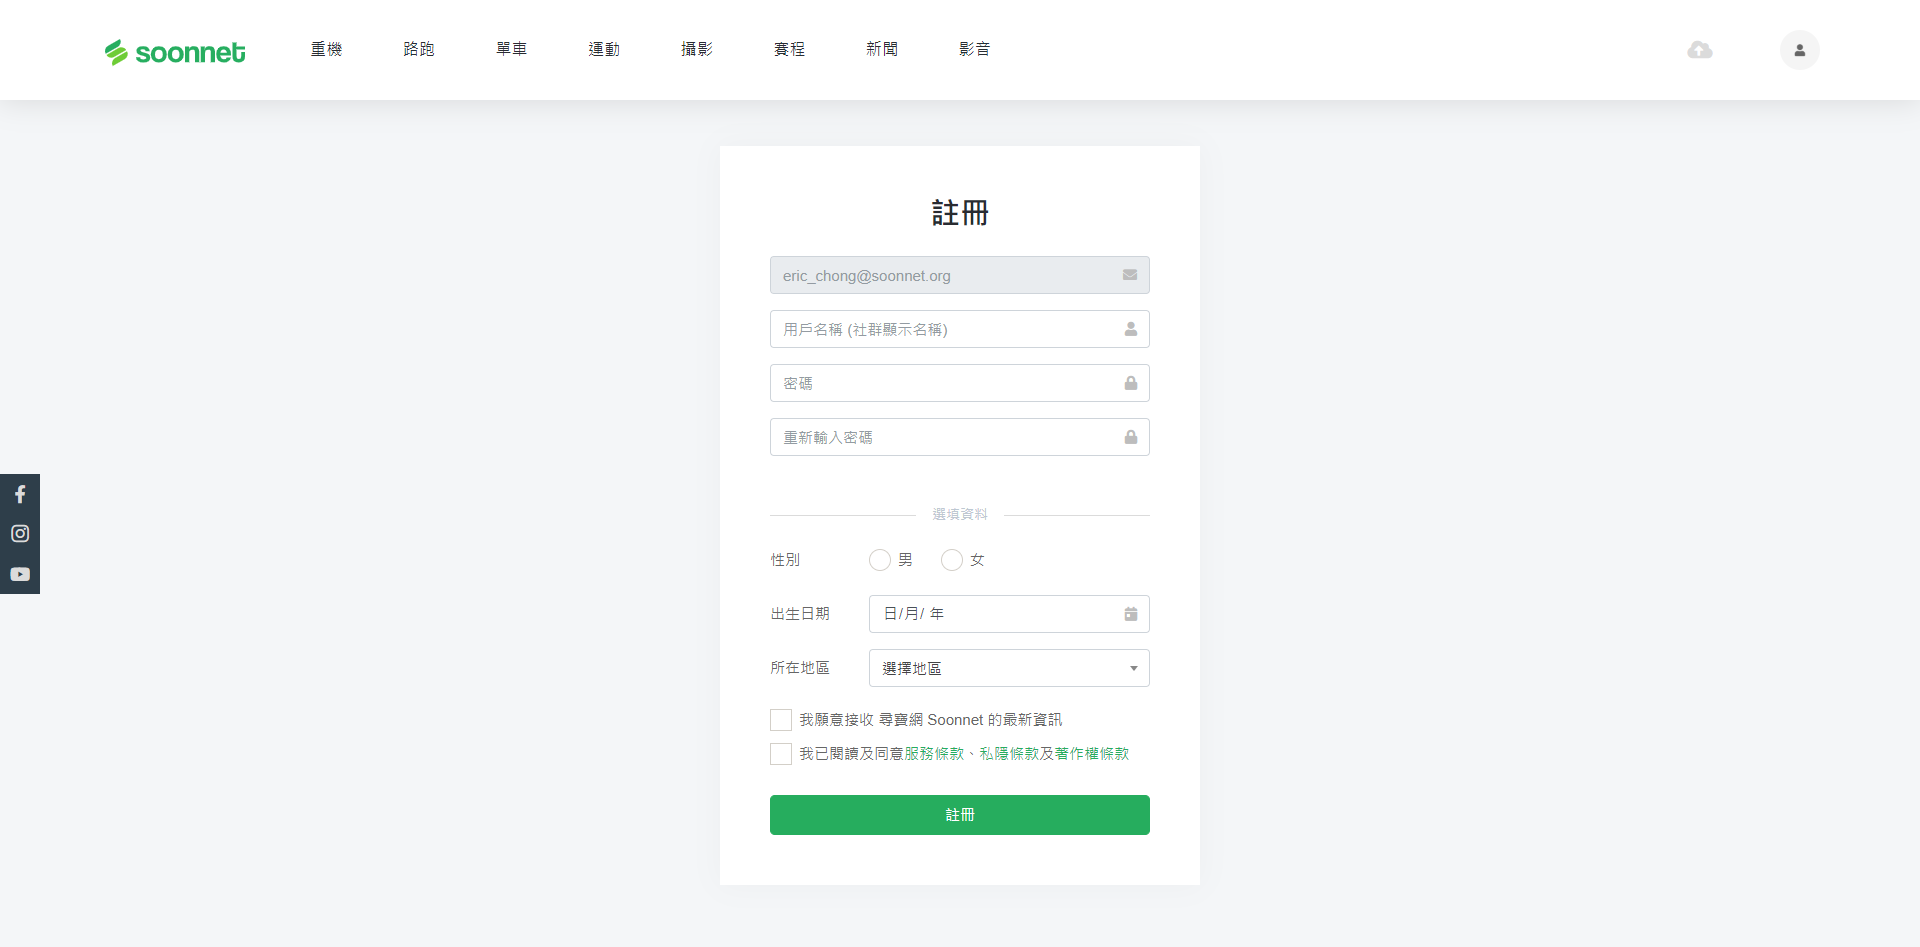 soonnet 重機 路跑 單車 運動 攝影 賽程 新聞 影音
註冊
eric_chong@soonnet.org
用戶名稱 (社群顯示名稱)
密碼
重新輸入密碼
選填資料
性別 男 女
出生日期 日/月/ 年
所在地區 選擇地區
我願意接收 尋寶網 Soonnet 的最新資訊
我已閱讀及同意服務條款、私隱條款及著作權條款
註冊